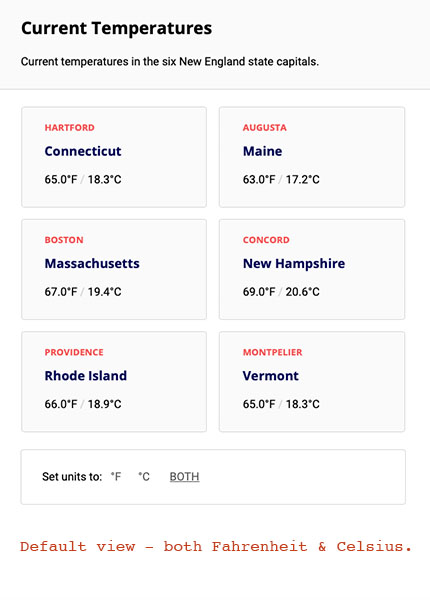 Current Temperatures
Current temperatures in the six New England state capitals.
HARTFORD
Connecticut
65.0°F / 18.3°C
AUGUSTA
Maine
63.0°F / 17.2°C
BOSTON
Massachusetts
67.0°F / 19.4°C
CONCORD
New Hampshire
69.0°F / 20.6°C
PROVIDENCE
Rhode Island
66.0°F / 18.9°C
MONTPELIER
Vermont
65.0°F / 18.3°C
Set units to: °F °C BOTH
Default view – both Fahrenheit & Celsius.